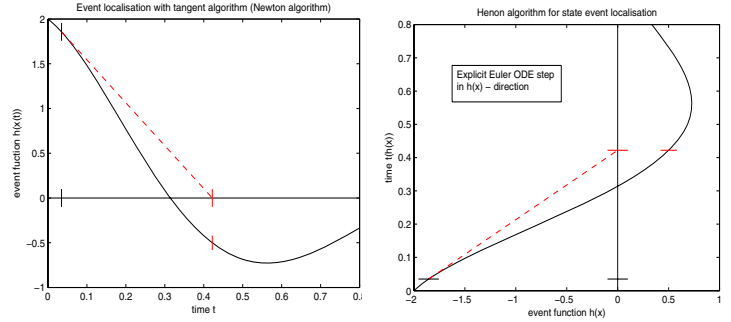 Event localisation with tangent algorithm (Newton algorithm)
2
1.5
1
0.5
0
−0.5
−1
event fuction h(x(t))
0 0.1 0.2 0.3 0.4 0.5 0.6 0.7 0.8
time t
Henon algorithm for state event localisation
0.8
0.7
0.6
0.5
0.4
0.3
0.2
0.1
0
time t(h(x))
Explicit Euler ODE step
in h(x) − direction
−2 −1.5 −1 −0.5 0 0.5 1
event function h(x)